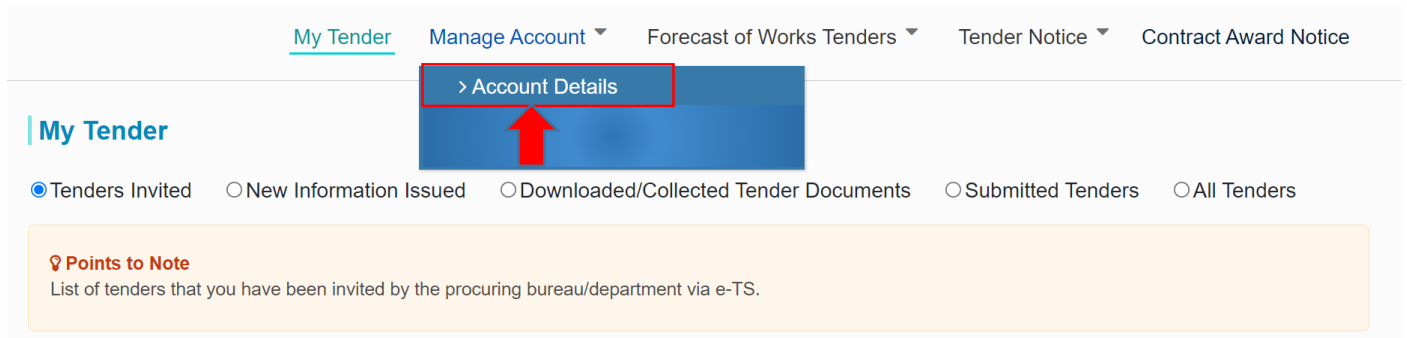 My Tender Manage Account Forecast of Works Tenders Tender Notice Contract Award Notice
> Account Details
My Tender
Tenders Invited New Information Issued Downloaded/Collected Tender Documents Submitted Tenders All Tenders
Points to Note
List of tenders that you have been invited by the procuring bureau/department via e-TS.